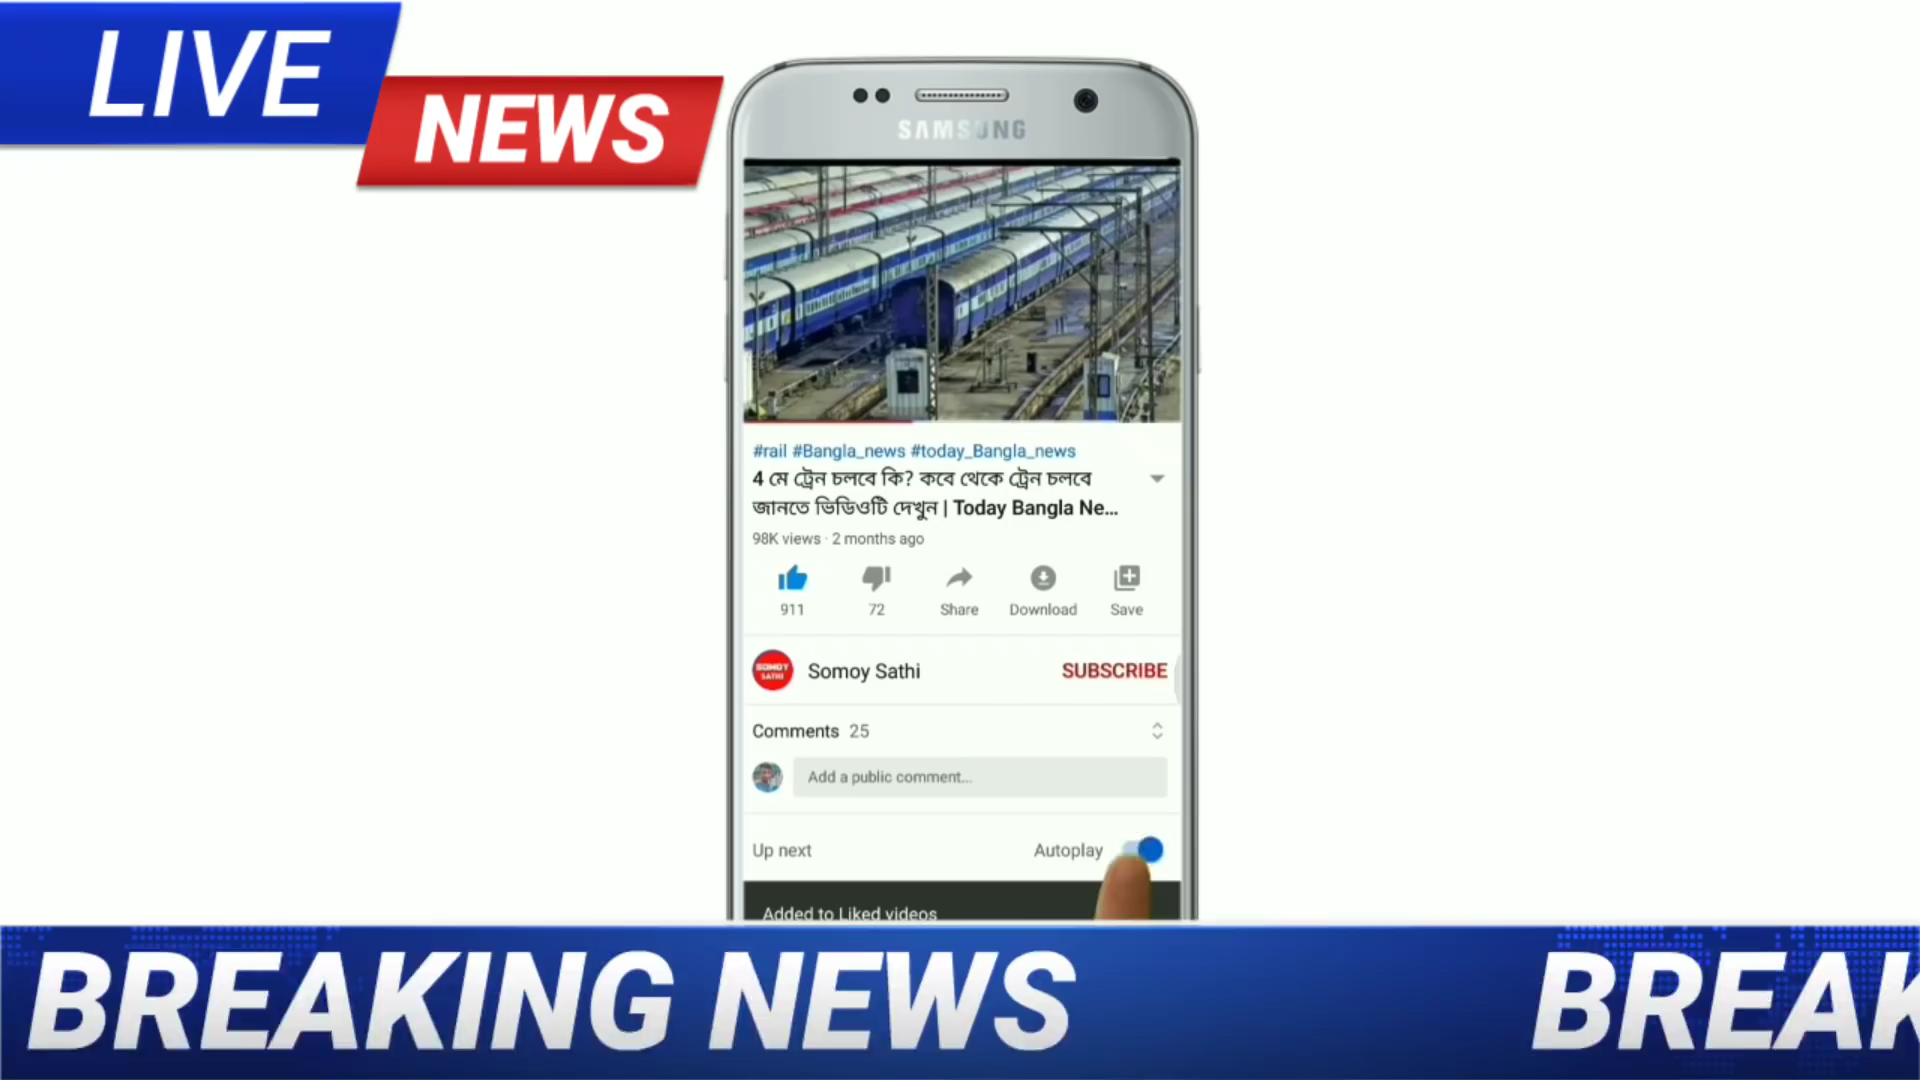 LIVE
NEWS
SAMSUNG
#rail #Bangla_news #today_Bangla_news
4 মে ট্রেন চলবে কি? কবে থেকে ট্রেন চলবে
জানতে ভিডিওটি দেখুন | Today Bangla Ne...
98K views · 2 months ago
911
72
Share
Download
Save
SOMOY
SATHI
Somoy Sathi
SUBSCRIBE
Comments 25
Add a public comment...
Up next
Autoplay
Added to Liked videos
BREAKING NEWS
BREAK